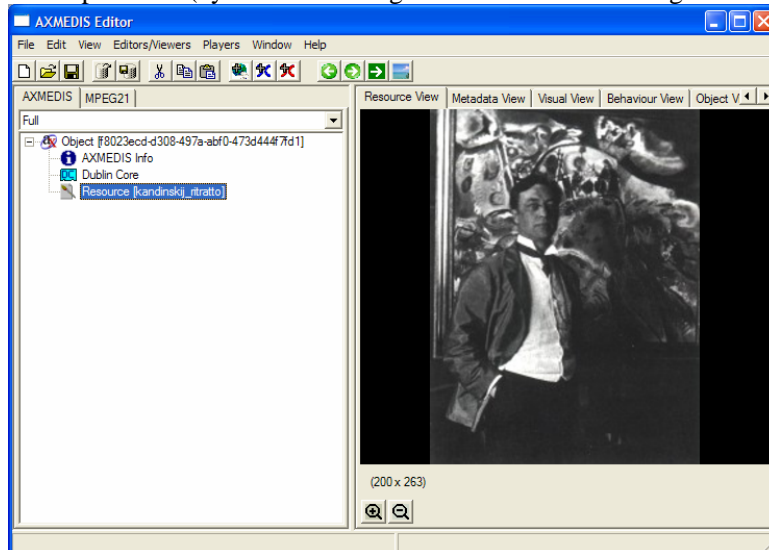 AXMEDIS Editor
File Edit View Editors/Viewers Players Window Help
AXMEDIS MPEG21
Full
Object [f8023ecd-d308-497a-abf0-473d444f7fd1]
AXMEDIS Info
DC Dublin Core
Resource [kandinskij_ritratto]
Resource View Metadata View Visual View Behaviour View Object V
(200 x 263)